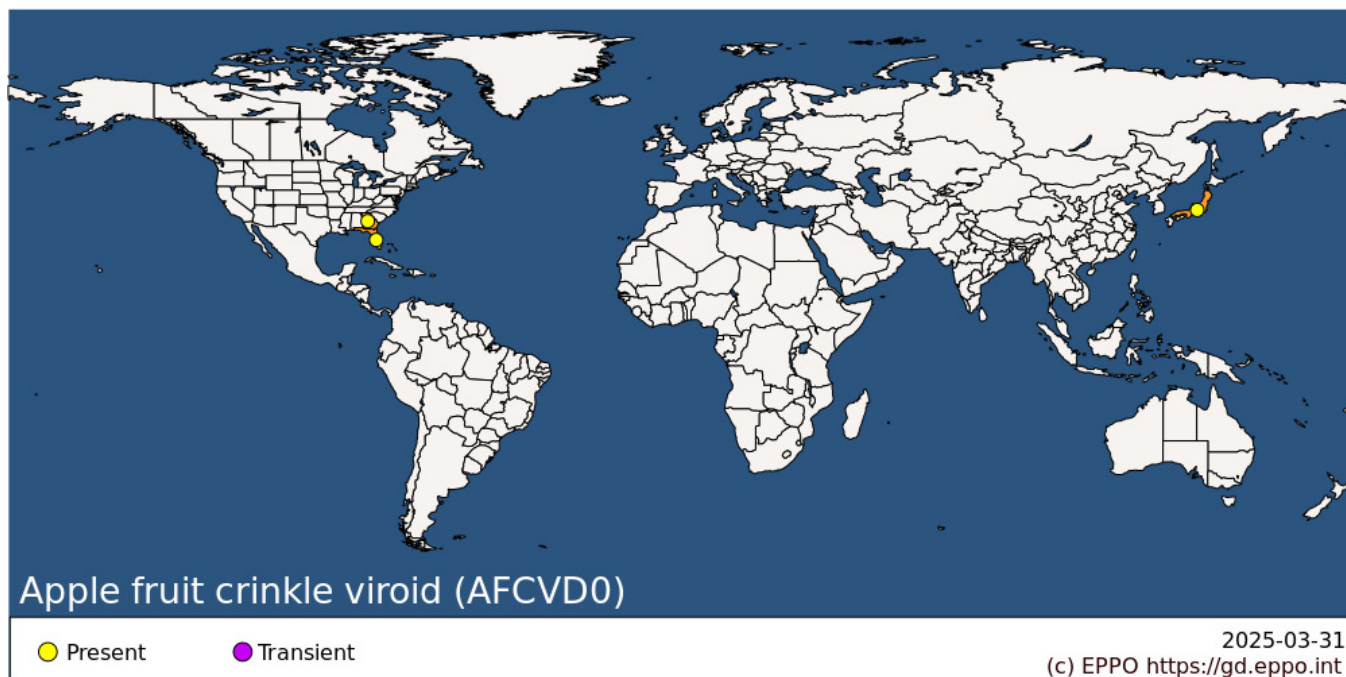 Apple fruit crinkle viroid (AFCVD0)
Present
Transient
2025-03-31
(c) EPPO https://gd.eppo.int